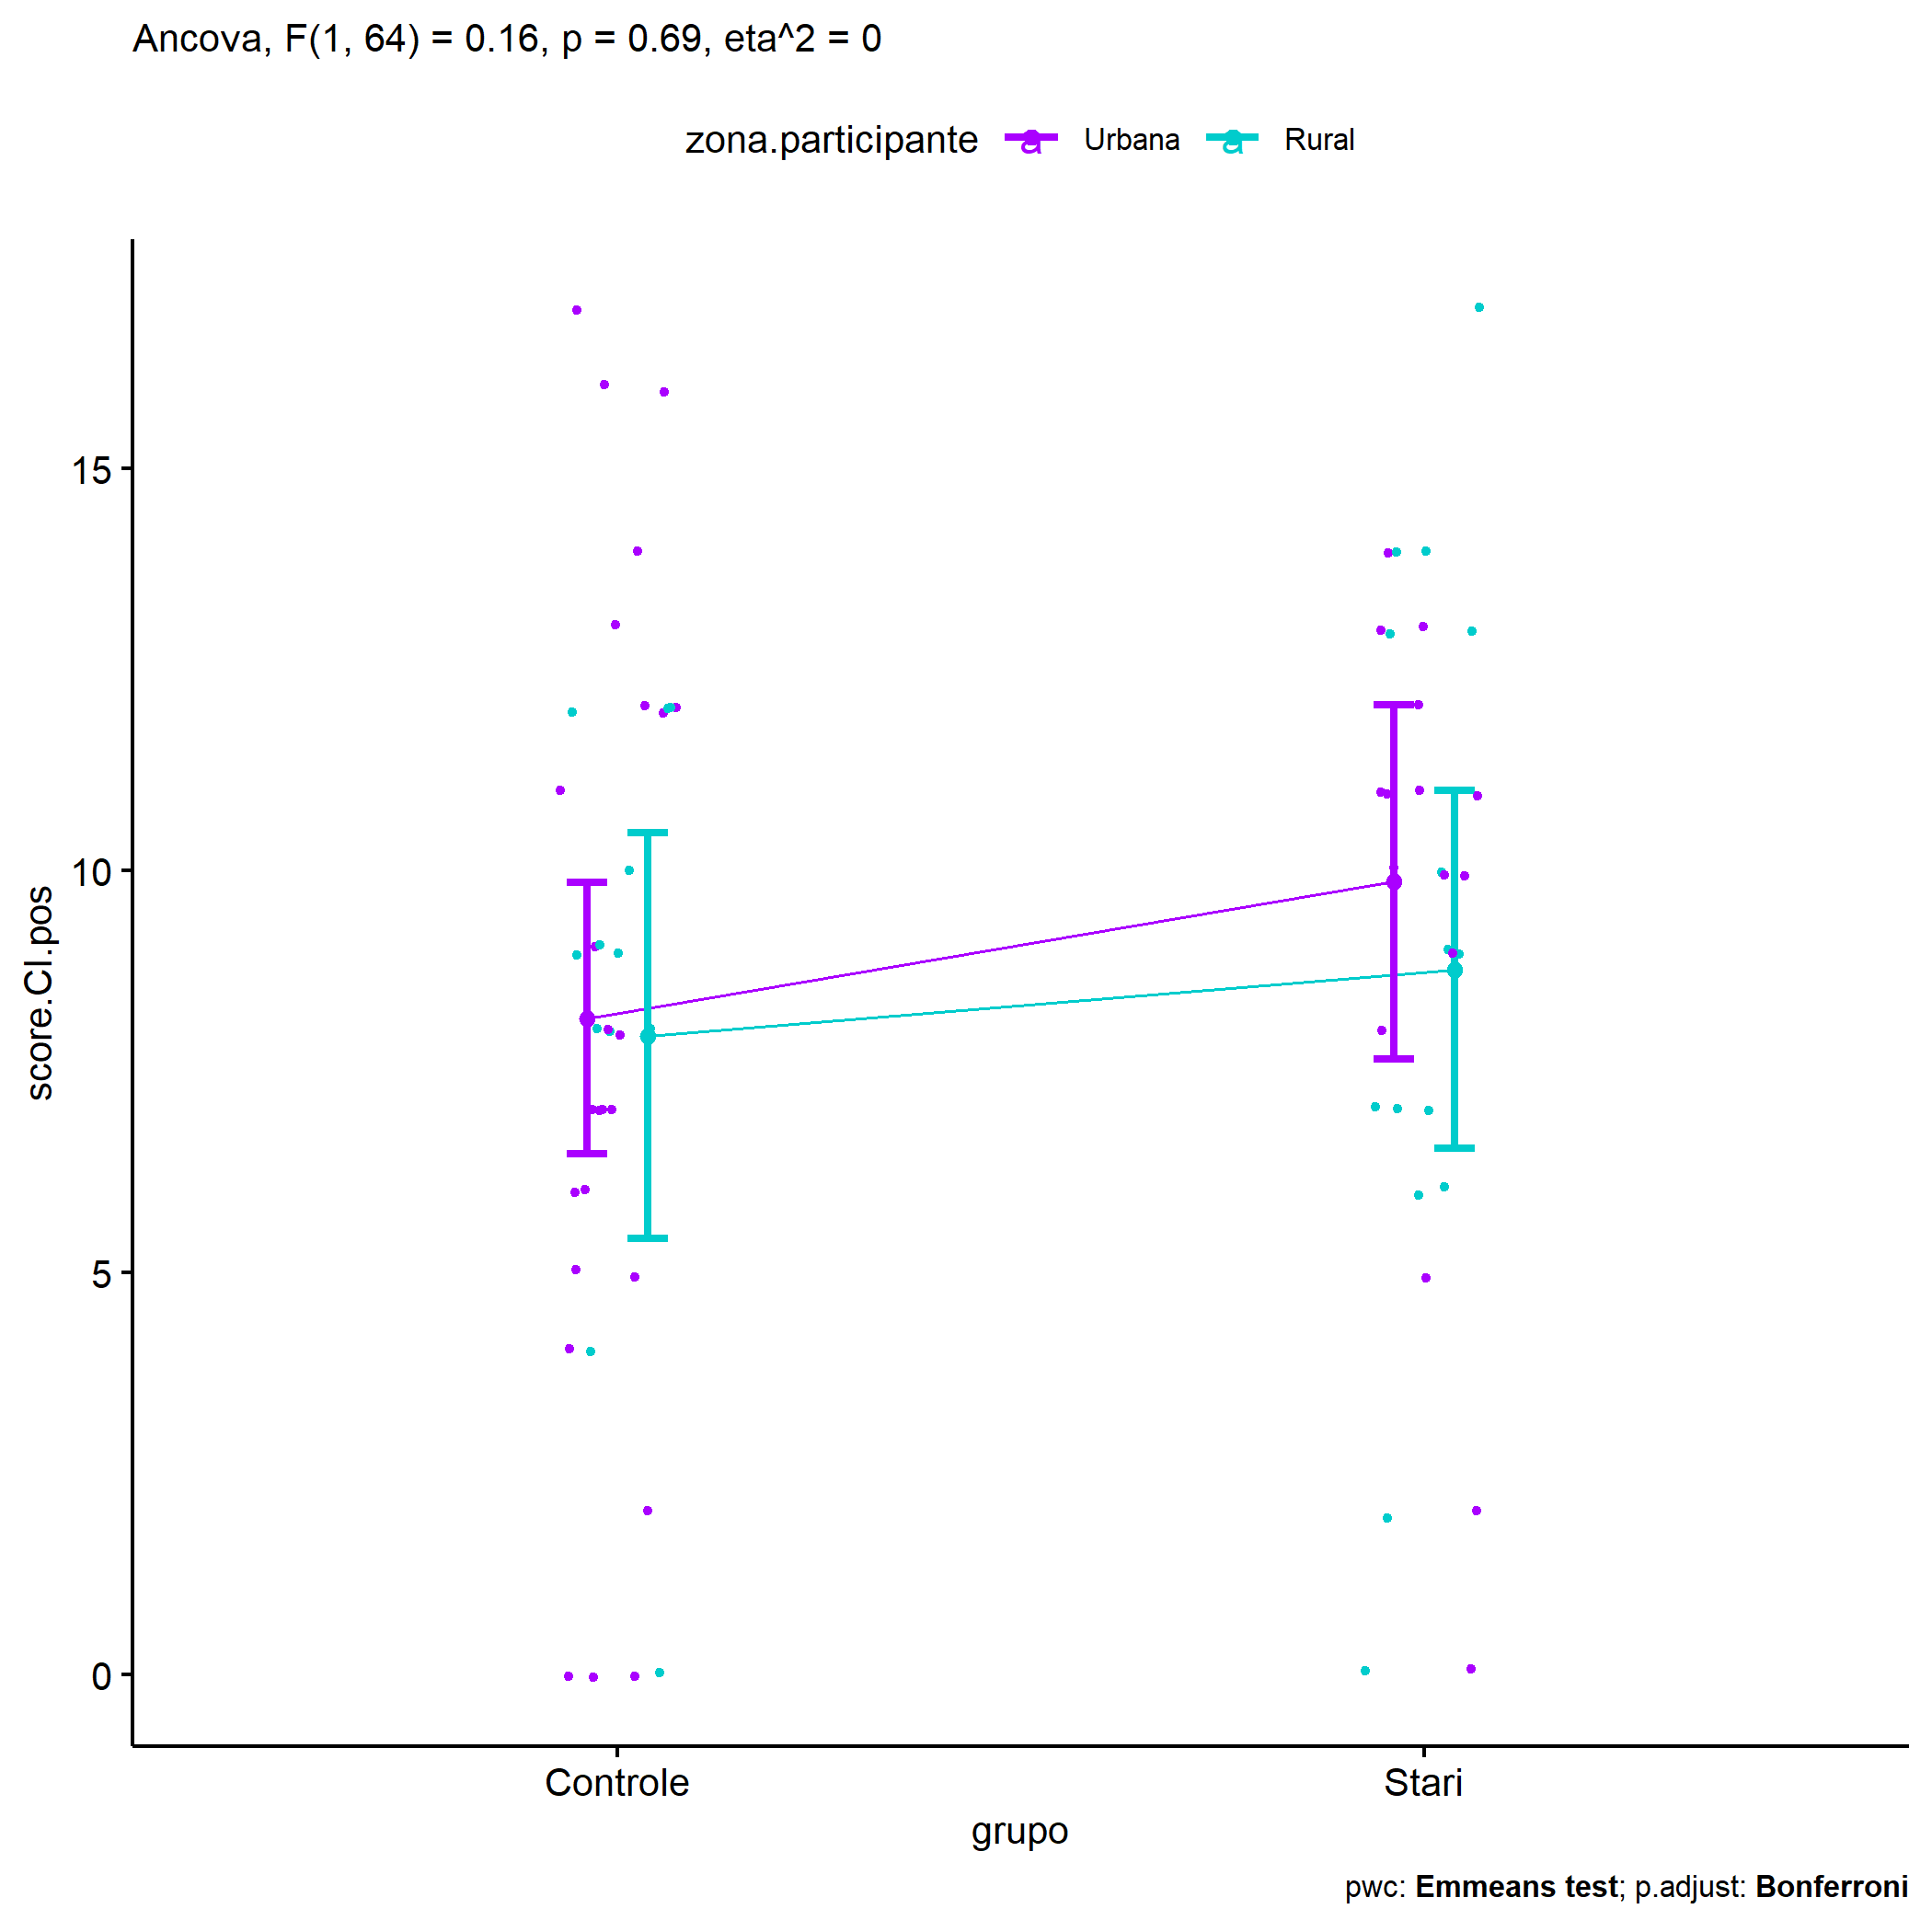 Ancova, F(1, 64) = 0.16, p = 0.69, eta^2 = 0
zona.participante a Urbana a Rural
15
10
5
0
score.CI.pos
Controle Stari
grupo
pwc: Emmeans test; p.adjust: Bonferroni